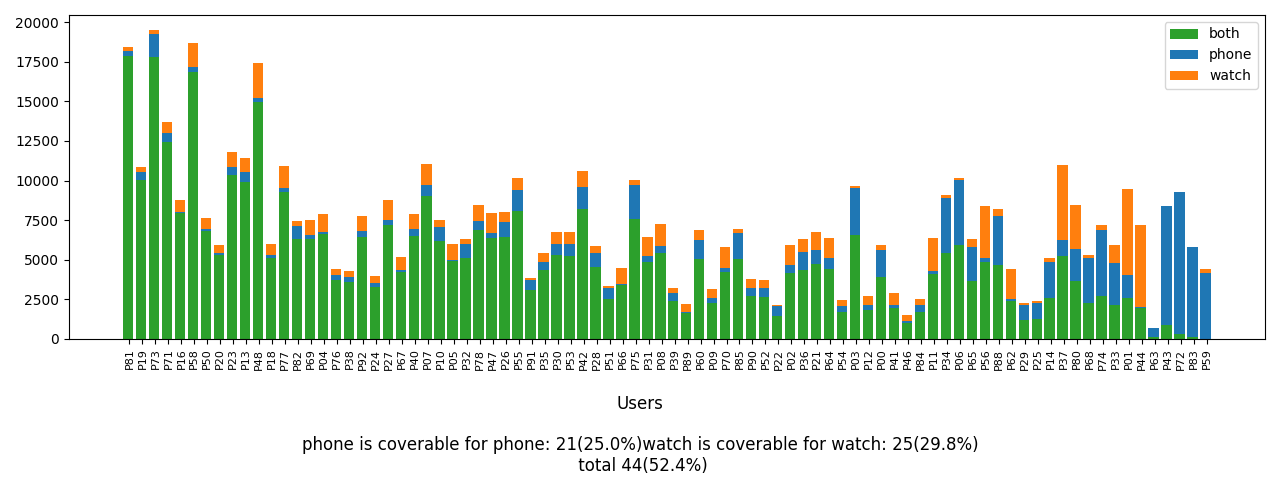 20000
17500
15000
12500
10000
7500
5000
2500
0
both
phone
watch
P81 P119 P73 P71 P116 P58 P50 P20 P23 P13 P48 P118 P77 P82 P69 P04 P76 P38 P92 P24 P27 P67 P40 P07 P10 P05 P32 P78 P47 P26 P55 P91 P35 P30 P53 P42 P28 P51 P66 P75 P31 P08 P39 P89 P60 P09 P70 P85 P90 P52 P22 P02 P36 P21 P64 P54 P03 P12 P00 P41 P46 P84 P11 P34 P06 P65 P56 P88 P62 P29 P25 P14 P37 P80 P68 P74 P33 P01 P44 P63 P43 P72 P83 P59
Users
phone is coverable for phone: 21(25.0%)watch is coverable for watch: 25(29.8%)
total 44(52.4%)